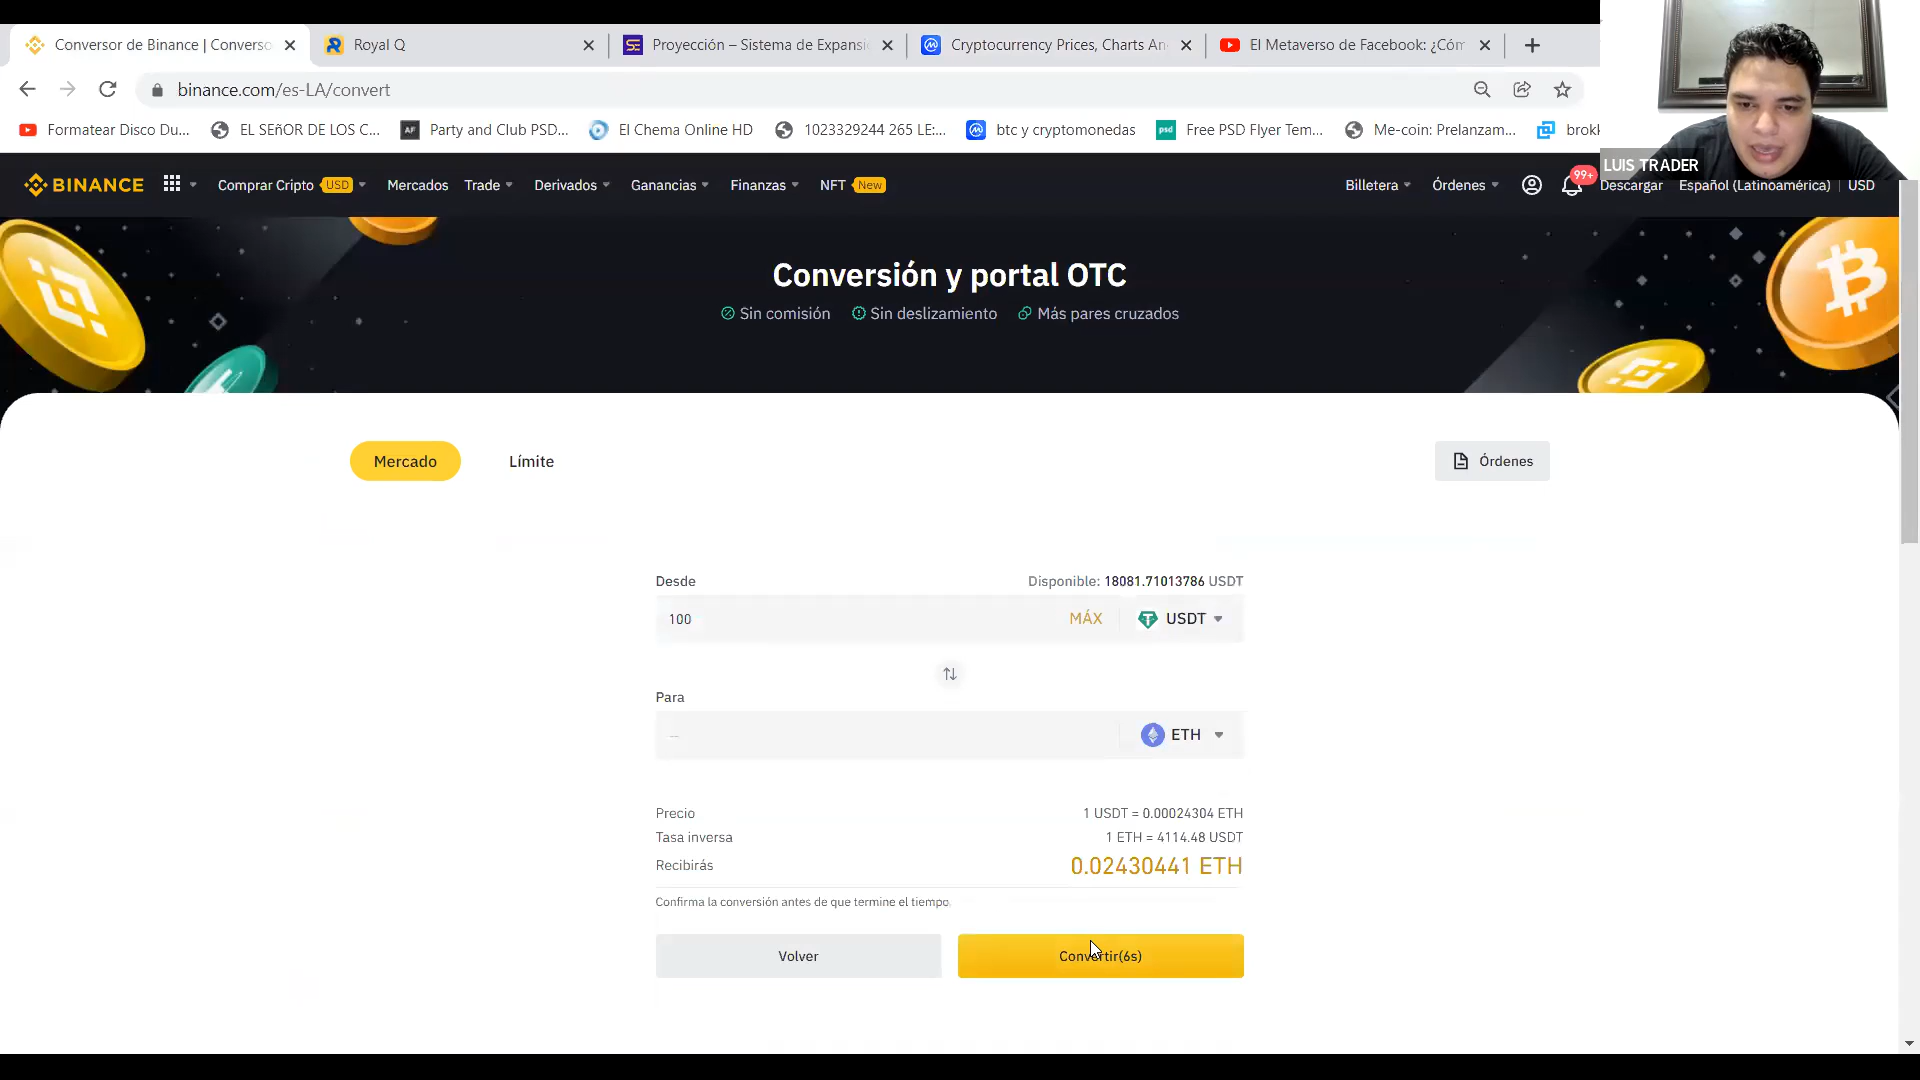 Conversor de Binance | Converso
Royal Q
Proyección – Sistema de Expansi
Cryptocurrency Prices, Charts An
El Metaverso de Facebook: ¿Cóm
binance.com/es-LA/convert
Formatear Disco Du...
EL SEñOR DE LOS C...
AF
Party and Club PSD...
El Chema Online HD
1023329244 265 LE:...
btc y cryptomonedas
psd
Free PSD Flyer Tem...
Me-coin: Prelanzam...
brokk
LUIS TRADER
BINANCE
Comprar Cripto USD
Mercados
Trade
Derivados
Ganancias
Finanzas
NFT New
Billetera
Órdenes
99+
Descargar
Español (Latinoamérica)
USD
Conversión y portal OTC
Sin comisión
Sin deslizamiento
Más pares cruzados
Mercado
Límite
Órdenes
Desde
Disponible: 18081.71013786 USDT
100
MÁX
USDT
Para
--
ETH
Precio
1 USDT = 0.00024304 ETH
Tasa inversa
1 ETH = 4114.48 USDT
Recibirás
0.02430441 ETH
Confirma la conversión antes de que termine el tiempo.
Volver
Convertir(6s)